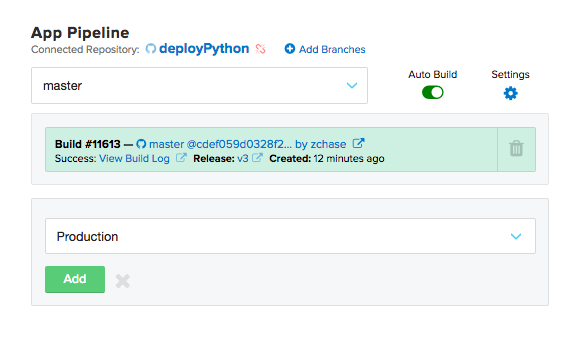 App Pipeline
Connected Repository: deployPython Add Branches
Auto Build
Settings
master
Build #11613 — master @cdef059d0328f2... by zchase
Success: View Build Log Release: v3 Created: 12 minutes ago
Production
Add